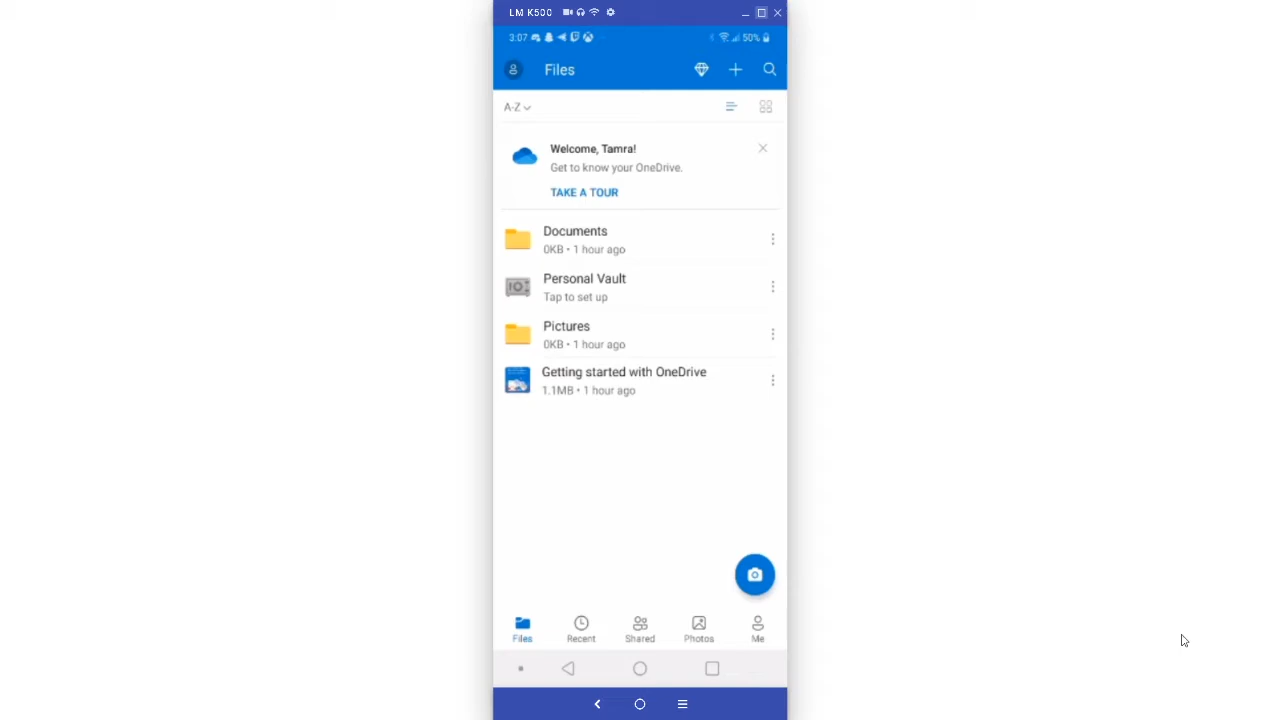 LM K500
3:07 50%
Files
A-Z
Welcome, Tamra!
Get to know your OneDrive.
TAKE A TOUR
Documents
0KB • 1 hour ago
Personal Vault
Tap to set up
Pictures
0KB • 1 hour ago
Getting started with OneDrive
1.1MB • 1 hour ago
Files Recent Shared Photos Me